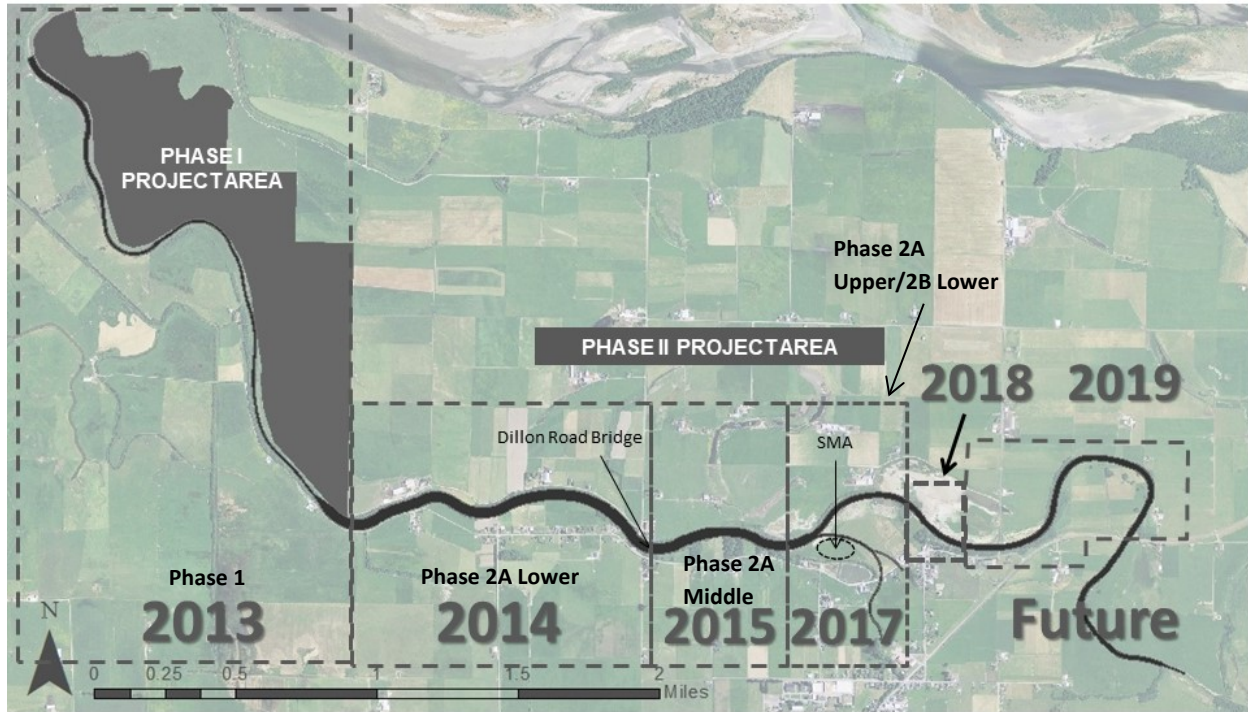 PHASE I
PROJECTAREA
Phase 2A
Upper/2B Lower
PHASE II PROJECTAREA
2018
2019
Dillon Road Bridge
SMA
Phase 1
2013
Phase 2A Lower
2014
Phase 2A
Middle
2015
2017
Future
N
0 0.25 0.5 1 1.5 2
Miles